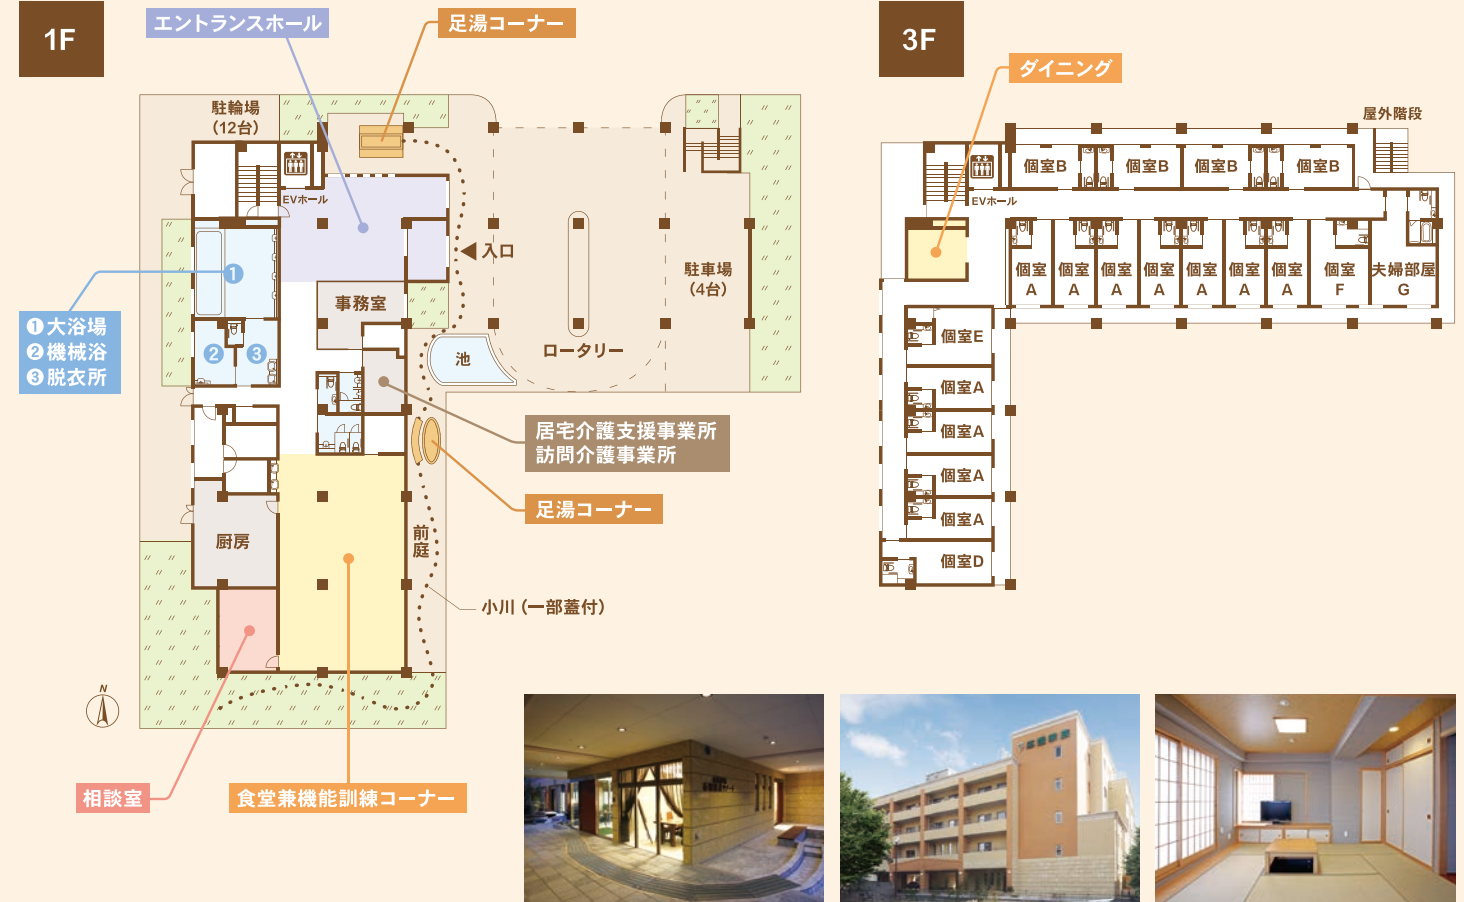 1F
エントランスホール
足湯コーナー
駐輪場
（12台）
EVホール
入口
駐車場
（4台）
事務室
ロータリー
池
1
2
3
❶大浴場
❷機械浴
❸脱衣所
居宅介護支援事業所
訪問介護事業所
足湯コーナー
前庭
厨房
小川（一部蓋付）
N
相談室
食堂兼機能訓練コーナー
3F
ダイニング
屋外階段
個室B
個室B
個室B
個室B
EVホール
個室
A
個室
A
個室
A
個室
A
個室
A
個室
A
個室
A
個室
F
夫婦部屋
G
個室E
個室A
個室A
個室A
個室A
個室D